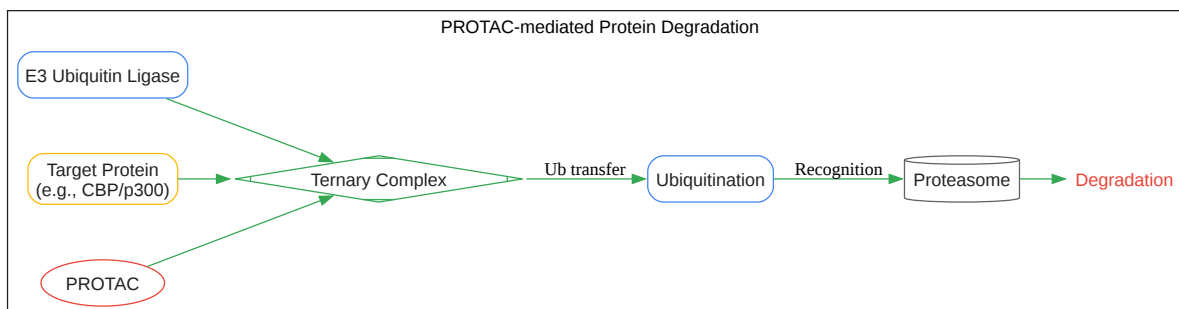 PROTAC-mediated Protein Degradation
E3 Ubiquitin Ligase
Target Protein
(e.g., CBP/p300)
PROTAC
Ternary Complex
Ub transfer
Ubiquitination
Recognition
Proteasome
Degradation